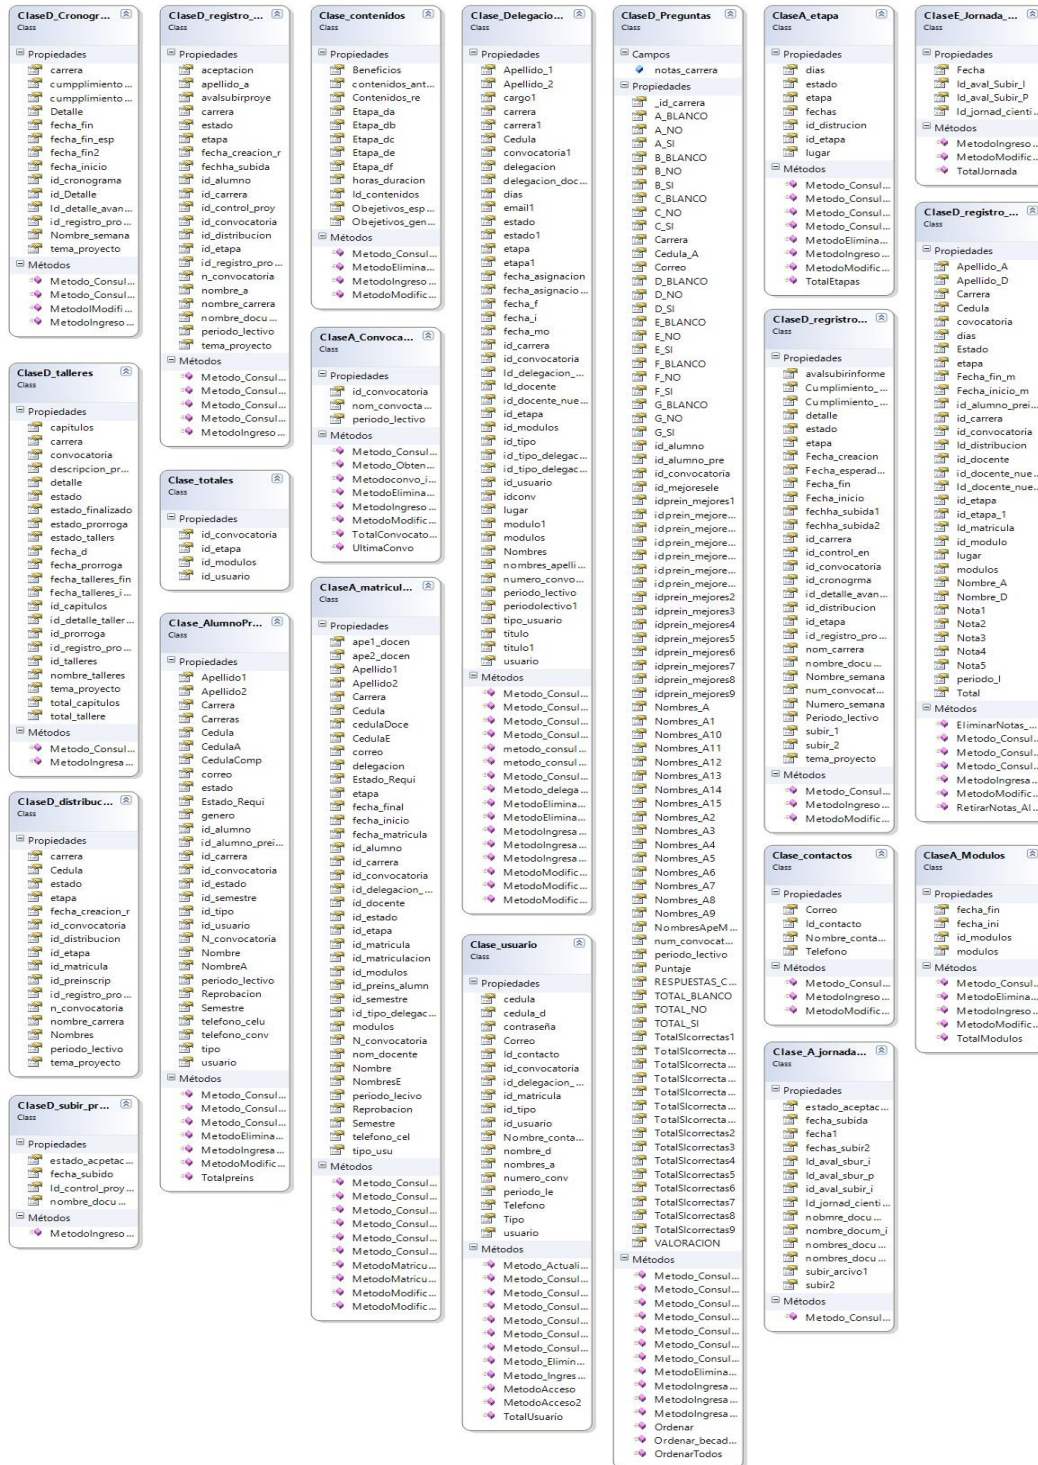 ClaseD_Cronogr...
Class
Propiedades
carrera
cumpplimiento ...
cumpplimiento ...
Detalle
fecha_fin
fecha_fin_esp
fecha_fin2
fecha_inicio
id_cronograma
id_Detalle
Id_detalle_avan...
id_registro_pro ...
Nombre_semana
tema_proyecto
Métodos
Metodo_Consul...
Metodo_Consul...
MetodolModifi ...
MetodoIngreso ...
ClaseD_talleres
Class
Propiedades
capitulos
carrera
convocatoria
descripcion_pr...
detalle
estado
estado_finalizado
estado_prorroga
estado_tallers
fecha_d
fecha_prorroga
fecha_talleres_fin
fecha_talleres_i...
id_capitulos
id_detalle_taller...
id_prorroga
id_registro_pro ...
id_talleres
nombre_talleres
tema_proyecto
total_capitulos
total_tallere
Métodos
Metodo_Consul...
MetodoIngresa ...
ClaseD_distribuc...
Class
Propiedades
carrera
Cedula
estado
etapa
fecha_creacion_r
id_convocatoria
id_distribucion
id_etapa
id_matricula
id_preinscrip
id_registro_pro ...
n_convocatoria
nombre_carrera
Nombres
periodo_lectivo
tema_proyecto
ClaseD_subir_pr...
Class
Propiedades
estado_acpetac...
fecha_subido
Id_control_proy ...
nombre_docu ...
Métodos
MetodoIngreso ...
ClaseD_registro_...
Class
Propiedades
aceptacion
apellido_a
avalsubirproye
carrera
estado
etapa
fecha_creacion_r
fechha_subida
id_alumno
id_carrera
id_control_proy
id_convocatoria
id_distribucion
id_etapa
id_registro_pro...
n_convocatoria
nombre_a
nombre_carrera
nombre_docu ...
periodo_lectivo
tema_proyecto
Métodos
Metodo_Consul...
Metodo_Consul...
Metodo_Consul...
Metodo_Consul...
MetodoIngreso ...
Clase_totales
Class
Propiedades
id_convocatoria
id_etapa
id_modulos
id_usuario
Clase_AlumnoPr...
Class
Propiedades
Apellido1
Apellido2
Carrera
Carreras
Cedula
CedulaA
CedulaComp
correo
estado
Estado_Requi
genero
id_alumno
id_alumno_prei...
id_carrera
id_convocatoria
id_estado
id_semestre
id_tipo
id_usuario
N_convocatoria
Nombre
NombreA
periodo_lectivo
Reprobacion
Semestre
telefono_celu
telefono_conv
tipo
usuario
Métodos
Metodo_Consul...
Metodo_Consul...
Metodo_Consul...
MetodoElimina...
MetodoIngresa ...
MetodoModific...
Totalpreins
Clase_contenidos
Class
Propiedades
Beneficios
contenidos_ant...
Contenidos_re
Etapa_da
Etapa_db
Etapa_dc
Etapa_de
Etapa_df
horas_duracion
Id_contenidos
Objetivos_esp...
Objetivos_gen...
Métodos
Metodo_Consul...
MetodoElimina...
MetodoIngreso ...
MetodoModific...
ClaseA_Convoca...
Class
Propiedades
id_convocatoria
nom_convocta ...
periodo_lectivo
Métodos
Metodo_Consul...
Metodo_Obten...
Metodoconvo_i...
MetodoElimina...
MetodoIngreso ...
MetodoModific...
TotalConvocato...
UltimaConvo
ClaseA_matricul...
Class
Propiedades
ape1_docen
ape2_docen
Apellido1
Apellido2
Carrera
Cedula
cedulaDoce
CedulaE
correo
delegacion
Estado_Requi
etapa
fecha_final
fecha_inicio
fecha_matricula
id_alumno
id_carrera
id_convocatoria
id_delegacion_...
id_docente
id_estado
id_etapa
id_matricula
id_matriculacion
id_modulos
id_preins_alumn
id_semestre
id_tipo_delegac...
modulos
N_convocatoria
nom_docente
Nombre
NombresE
periodo_lecivo
Reprobacion
Semestre
telefono_cel
tipo_usu
Métodos
Metodo_Consul...
Metodo_Consul...
Metodo_Consul...
Metodo_Consul...
Metodo_Consul...
Metodo_Consul...
MetodoMatricu...
MetodoMatricu...
MetodoModific...
MetodoModific...
Clase_Delegacio...
Class
Propiedades
Apellido_1
Apellido_2
cargo1
carrera
carrera1
Cedula
convocatoria1
delegacion
delegacion_doc...
dias
email1
estado
estado1
etapa
etapa1
fecha_asignacion
fecha_asignacio...
fecha_f
fecha_i
fecha_mo
id_carrera
id_convocatoria
Id_delegacion_...
Id_docente
id_docente_nue...
id_etapa
id_modulos
id_tipo
id_tipo_delegac...
id_tipo_delegac...
id_usuario
idconv
lugar
modulo1
modulos
Nombres
nombres_apelli...
numero_convo...
periodo_lectivo
periodolectivo1
tipo_usuario
titulo
titulo1
usuario
Métodos
Metodo_Consul...
Metodo_Consul...
Metodo_Consul...
Metodo_Consul...
metodo_consul ...
metodo_consul ...
Metodo_Consul...
Metodo_delega...
MetodoElimina...
MetodoElimina...
MetodoIngresa ...
MetodoIngresa ...
MetodoIngresa ...
MetodoModific...
MetodoModific...
MetodoModific...
Clase_usuario
Class
Propiedades
cedula
cedula_d
contraseña
Correo
Id_contacto
id_convocatoria
id_delegacion_...
id_matricula
id_tipo
id_usuario
Nombre_conta...
nombre_d
nombres_a
numero_conv
periodo_le
Telefono
Tipo
usuario
Métodos
Metodo_Actuali...
Metodo_Consul...
Metodo_Consul...
Metodo_Consul...
Metodo_Consul...
Metodo_Consul...
Metodo_Consul...
Metodo_Elimin...
Metodo_Ingres...
MetodoAcceso
MetodoAcceso2
TotalUsuario
ClaseD_Preguntas
Class
Campos
notas_carrera
Propiedades
_id_carrera
A_BLANCO
A_NO
A_SI
B_BLANCO
B_NO
B_SI
C_BLANCO
C_NO
C_SI
Carrera
Cedula_A
Correo
D_BLANCO
D_NO
D_SI
E_BLANCO
E_NO
E_SI
F_BLANCO
F_NO
F_SI
G_BLANCO
G_NO
G_SI
id_alumno
id_alumno_pre
id_convocatoria
id_mejoresele
idprein_mejores1
idprein_mejore...
idprein_mejore...
idprein_mejore...
idprein_mejore...
idprein_mejore...
idprein_mejore...
idprein_mejores2
idprein_mejores3
idprein_mejores4
idprein_mejores5
idprein_mejores6
idprein_mejores7
idprein_mejores8
idprein_mejores9
Nombres_A
Nombres_A1
Nombres_A10
Nombres_A11
Nombres_A12
Nombres_A13
Nombres_A14
Nombres_A15
Nombres_A2
Nombres_A3
Nombres_A4
Nombres_A5
Nombres_A6
Nombres_A7
Nombres_A8
Nombres_A9
NombresApeM ...
num_convocat...
periodo_lectivo
Puntaje
RESPUESTAS_C...
TOTAL_BLANCO
TOTAL_NO
TOTAL_SI
TotalSIcorrectas1
TotalSIcorrecta ...
TotalSIcorrecta ...
TotalSIcorrecta ...
TotalSIcorrecta ...
TotalSIcorrecta ...
TotalSIcorrecta ...
TotalSIcorrectas2
TotalSIcorrectas3
TotalSIcorrectas4
TotalSIcorrectas5
TotalSIcorrectas6
TotalSIcorrectas7
TotalSIcorrectas8
TotalSIcorrectas9
VALORACION
Métodos
Metodo_Consul...
Metodo_Consul...
Metodo_Consul...
Metodo_Consul...
Metodo_Consul...
Metodo_Consul...
Metodo_Consul...
MetodoElimina...
MetodoIngresa ...
MetodoIngresa ...
MetodoIngresa ...
Ordenar
Ordenar_becad...
OrdenarTodos
ClaseA_etapa
Class
Propiedades
dias
estado
etapa
fechas
id_distrucion
id_etapa
lugar
Métodos
Metodo_Consul...
Metodo_Consul...
Metodo_Consul...
Metodo_Consul...
MetodoElimina...
MetodoIngreso ...
MetodoModific...
TotalEtapas
ClaseD_regristro...
Class
Propiedades
avalsubirinforme
Cumplimiento_...
Cumplimiento_...
detalle
estado
etapa
Fecha_creacion
Fecha_esperad...
Fecha_fin
Fecha_inicio
fechha_subida1
fechha_subida2
id_carrera
id_control_en
id_convocatoria
id_cronogrma
id_detalle_avan...
id_distribucion
id_etapa
id_registro_pro ...
nom_carrera
nombre_docu ...
Nombre_semana
num_convocat...
Numero_semana
Periodo_lectivo
subir_1
subir_2
tema_proyecto
Métodos
Metodo_Consul...
MetodoIngreso ...
MetodoModific...
Clase_contactos
Class
Propiedades
Correo
Id_contacto
Nombre_conta...
Telefono
Métodos
Metodo_Consul...
MetodoIngreso ...
MetodoModific...
Clase_A_jornada...
Class
Propiedades
estado_aceptac...
fecha_subida
fecha1
fechas_subir2
Id_aval_sbur_i
Id_aval_sbur_p
id_aval_subir_i
Id_jornad_cienti ...
nobmre_docu ...
nombre_docum_i
nombres_docu ...
nombres_docu ...
subir_arcivo1
subir2
Métodos
Metodo_Consul...
ClaseE_Jornada_...
Class
Propiedades
Fecha
Id_aval_Subir_I
Id_aval_Subir_P
Id_jornad_cienti...
Métodos
MetodoIngreso...
MetodoModific...
TotalJornada
ClaseD_registro_...
Class
Propiedades
Apellido_A
Apellido_D
Carrera
Cedula
covocatoria
dias
Estado
etapa
Fecha_fin_m
Fecha_inicio_m
id_alumno_prei...
id_carrera
id_convocatoria
Id_distribucion
id_docente
id_docente_nue...
Id_docente_nue...
id_etapa
id_etapa_1
Id_matricula
id_modulo
lugar
modulos
Nombre_A
Nombre_D
Nota1
Nota2
Nota3
Nota4
Nota5
periodo_l
Total
Métodos
EliminarNotas_...
Metodo_Consul...
Metodo_Consul...
Metodo_Consul...
MetodoIngresa...
MetodoModific...
RetirarNotas_Al...
ClaseA_Modulos
Class
Propiedades
fecha_fin
fecha_ini
id_modulos
modulos
Métodos
Metodo_Consul...
MetodoElimina...
MetodoIngreso...
MetodoModific...
TotalModulos